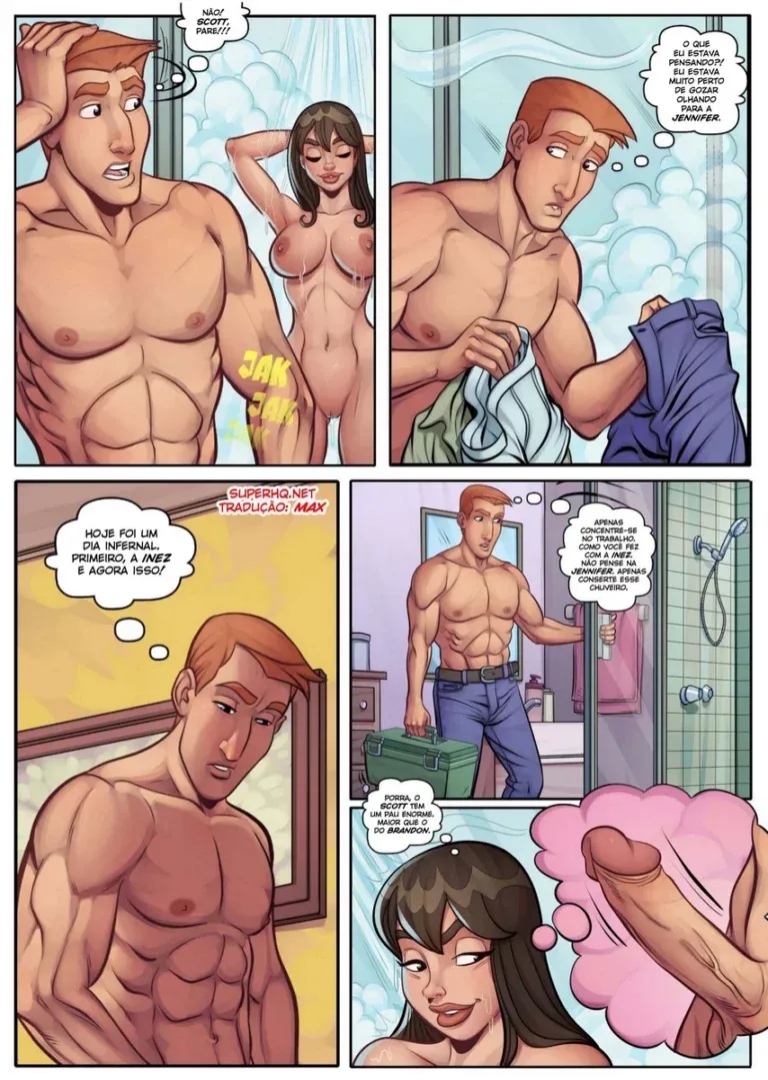 NÃO!
SCOTT,
PARE!!!
O QUE
EU ESTAVA
PENSANDO?!
EU ESTAVA
MUITO PERTO
DE GOZAR
OLHANDO
PARA A
JENNIFER.
JAK
JAK
JAK
SUPERHQ.NET
TRADUÇÃO: MAX
HOJE FOI UM
DIA INFERNAL.
PRIMEIRO, A INEZ
E AGORA ISSO!
APENAS
CONCENTRE-SE
NO TRABALHO,
COMO VOCÊ FEZ
COM A INEZ.
NÃO PENSE NA
JENNIFER. APENAS
CONSERTE ESSE
CHUVEIRO.
PORRA, O
SCOTT TEM
UM PAU ENORME.
MAIOR QUE O
DO BRANDON.